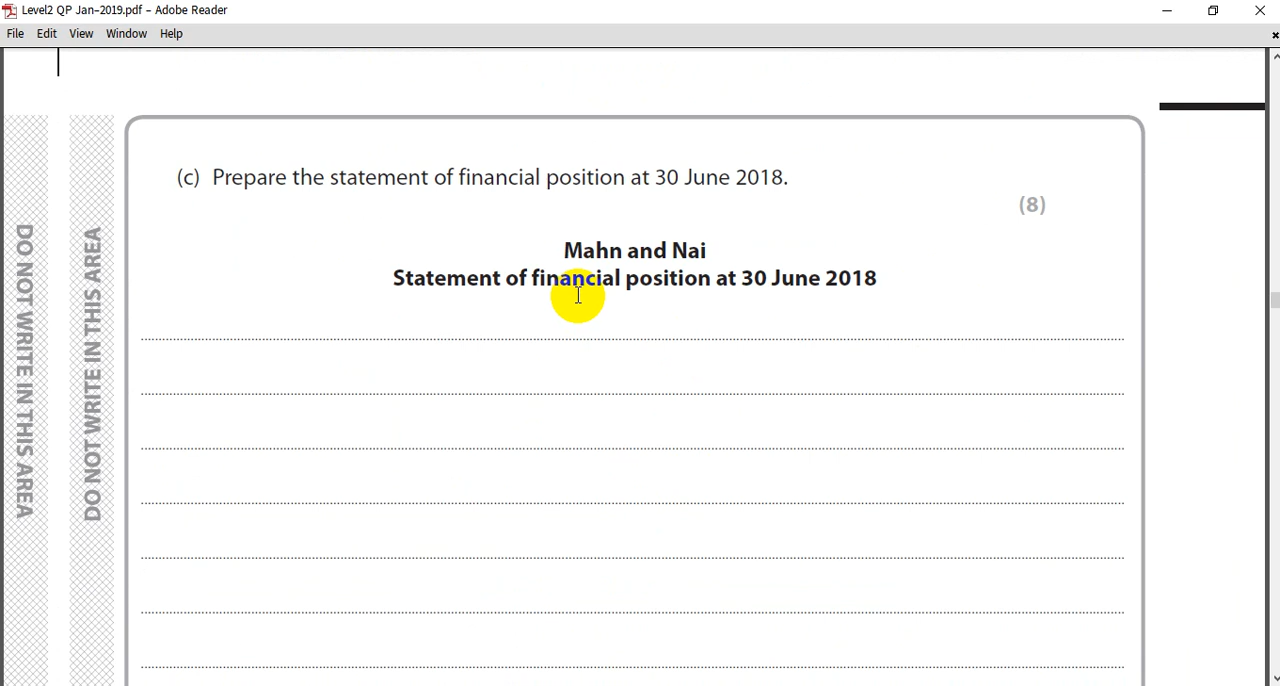 Level2 QP Jan-2019.pdf - Adobe Reader
File Edit View Window Help
(c) Prepare the statement of financial position at 30 June 2018.
(8)
Mahn and Nai
Statement of financial position at 30 June 2018
DO NOT WRITE IN THIS AREA
DO NOT WRITE IN THIS AREA